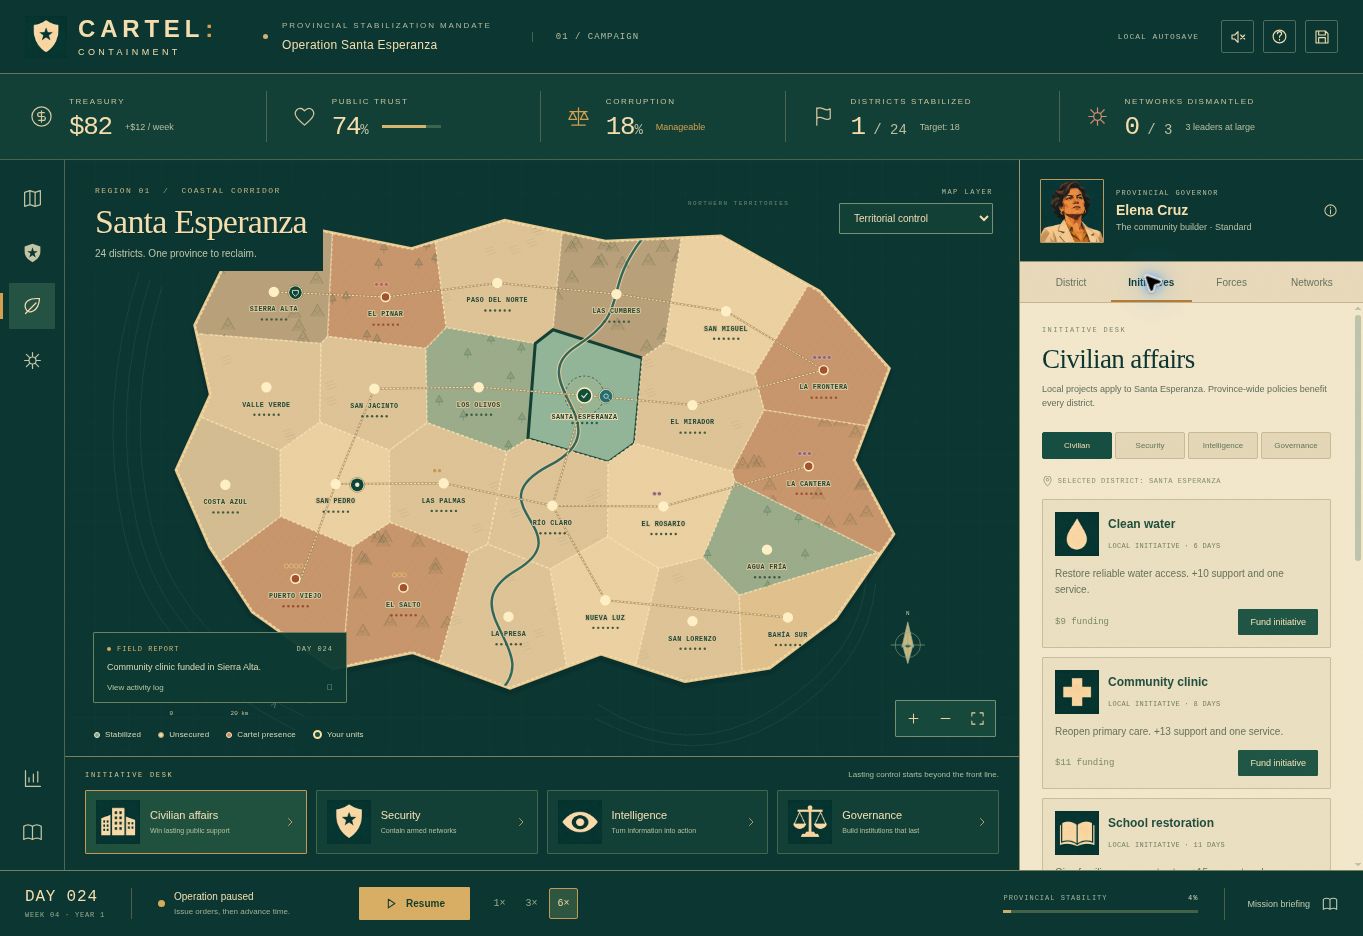 CARTEL:
CONTAINMENT
PROVINCIAL STABILIZATION MANDATE
Operation Santa Esperanza
01 / CAMPAIGN
LOCAL AUTOSAVE
TREASURY
$82 +$12 / week
PUBLIC TRUST
74%
CORRUPTION
18% Manageable
DISTRICTS STABILIZED
1 / 24 Target: 18
NETWORKS DISMANTLED
0 / 3 3 leaders at large
REGION 01 / COASTAL CORRIDOR
Santa Esperanza
24 districts. One province to reclaim.
NORTHERN TERRITORIES
MAP LAYER
Territorial control
SIERRA ALTA
EL PINAR
PASO DEL NORTE
LAS CUMBRES
SAN MIGUEL
LA FRONTERA
VALLE VERDE
SAN JACINTO
LOS OLIVOS
SANTA ESPERANZA
EL MIRADOR
COSTA AZUL
SAN PEDRO
LAS PALMAS
RÍO CLARO
EL ROSARIO
LA CANTERA
PUERTO VIEJO
EL SALTO
AGUA FRÍA
LA PRESA
NUEVA LUZ
SAN LORENZO
BAHÍA SUR
N
FIELD REPORT DAY 024
Community clinic funded in Sierra Alta.
View activity log
0 20 km
Stabilized Unsecured Cartel presence Your units
INITIATIVE DESK
Lasting control starts beyond the front line.
Civilian affairs
Win lasting public support
Security
Contain armed networks
Intelligence
Turn information into action
Governance
Build institutions that last
PROVINCIAL GOVERNOR
Elena Cruz
The community builder · Standard
District Initiatives Forces Networks
INITIATIVE DESK
Civilian affairs
Local projects apply to Santa Esperanza. Province-wide policies benefit
every district.
Civilian Security Intelligence Governance
SELECTED DISTRICT: SANTA ESPERANZA
Clean water
LOCAL INITIATIVE · 6 DAYS
Restore reliable water access. +10 support and one
service.
$9 funding Fund initiative
Community clinic
LOCAL INITIATIVE · 8 DAYS
Reopen primary care. +13 support and one service.
$11 funding Fund initiative
School restoration
LOCAL INITIATIVE · 11 DAYS
DAY 024
WEEK 04 · YEAR 1
Operation paused
Issue orders, then advance time.
Resume
1× 3× 6×
PROVINCIAL STABILITY 4%
Mission briefing